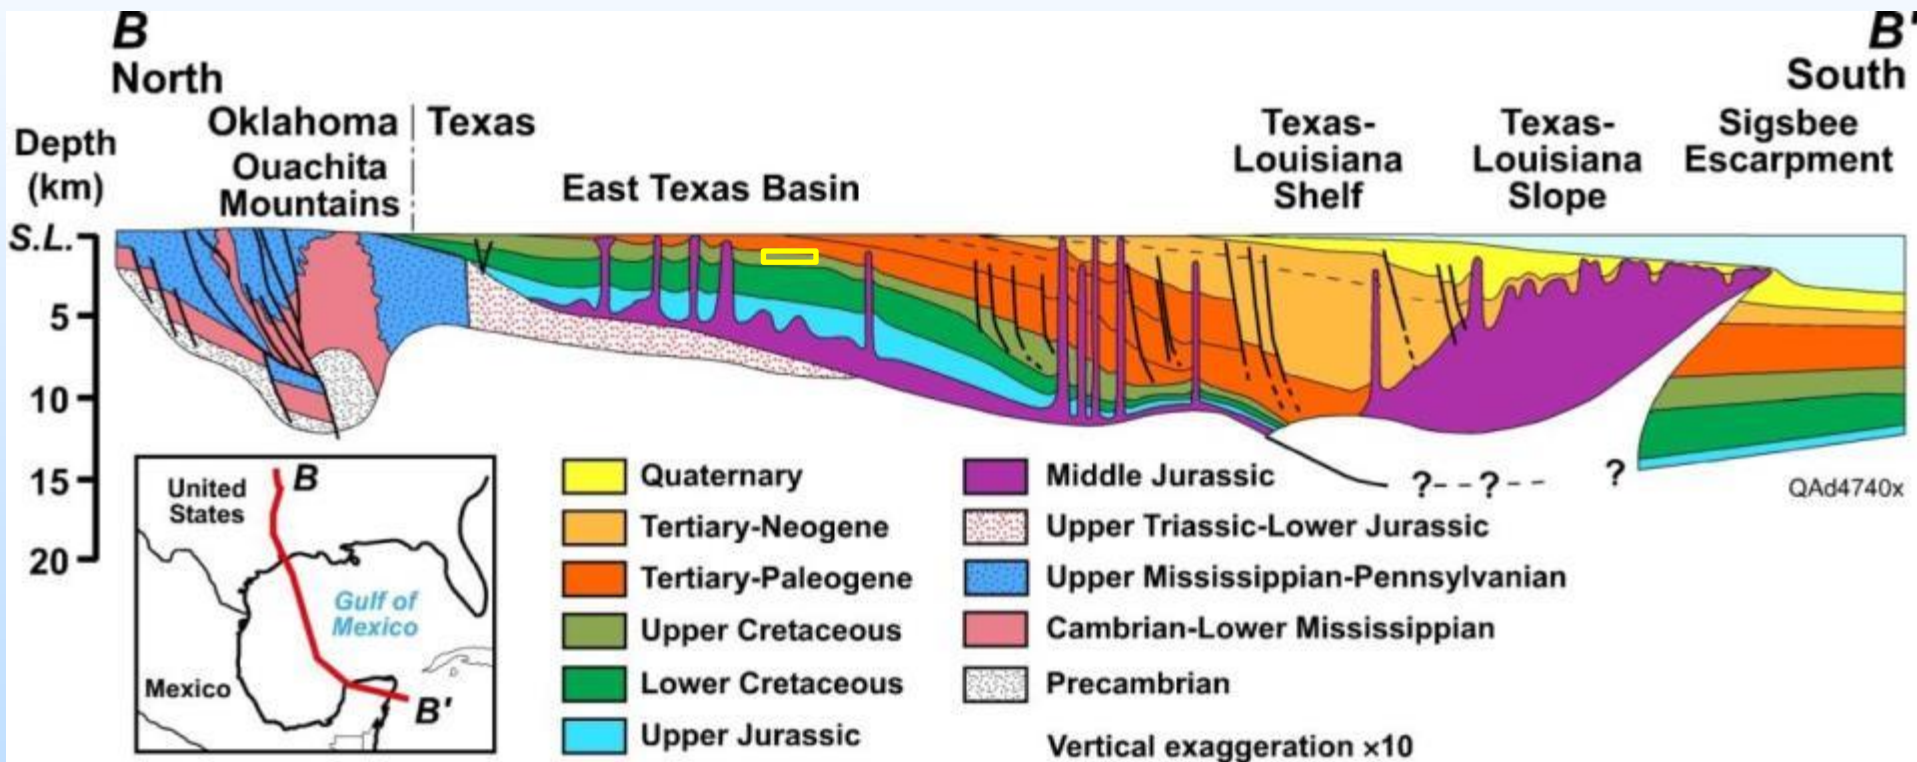 B
North
B'
South
Oklahoma
Texas
Ouachita
Mountains
East Texas Basin
Texas-
Louisiana
Shelf
Texas-
Louisiana
Slope
Sigsbee
Escarpment
Depth
(km)
S.L.
5
10
15
20
?--?--
?
QAd4740x
United
States
B
Gulf of
Mexico
Mexico
B'
Quaternary
Tertiary-Neogene
Tertiary-Paleogene
Upper Cretaceous
Lower Cretaceous
Upper Jurassic
Middle Jurassic
Upper Triassic-Lower Jurassic
Upper Mississippian-Pennsylvanian
Cambrian-Lower Mississippian
Precambrian
Vertical exaggeration ×10